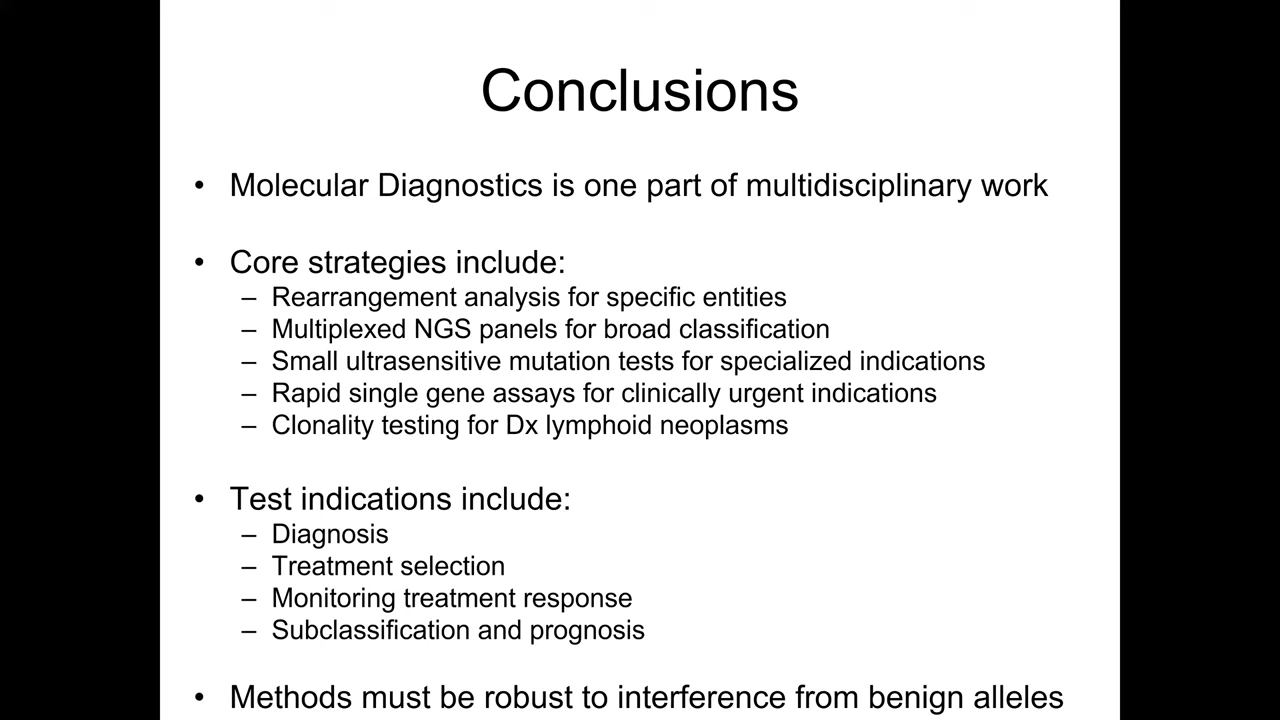 Conclusions
• Molecular Diagnostics is one part of multidisciplinary work
• Core strategies include:
– Rearrangement analysis for specific entities
– Multiplexed NGS panels for broad classification
– Small ultrasensitive mutation tests for specialized indications
– Rapid single gene assays for clinically urgent indications
– Clonality testing for Dx lymphoid neoplasms
• Test indications include:
– Diagnosis
– Treatment selection
– Monitoring treatment response
– Subclassification and prognosis
• Methods must be robust to interference from benign alleles